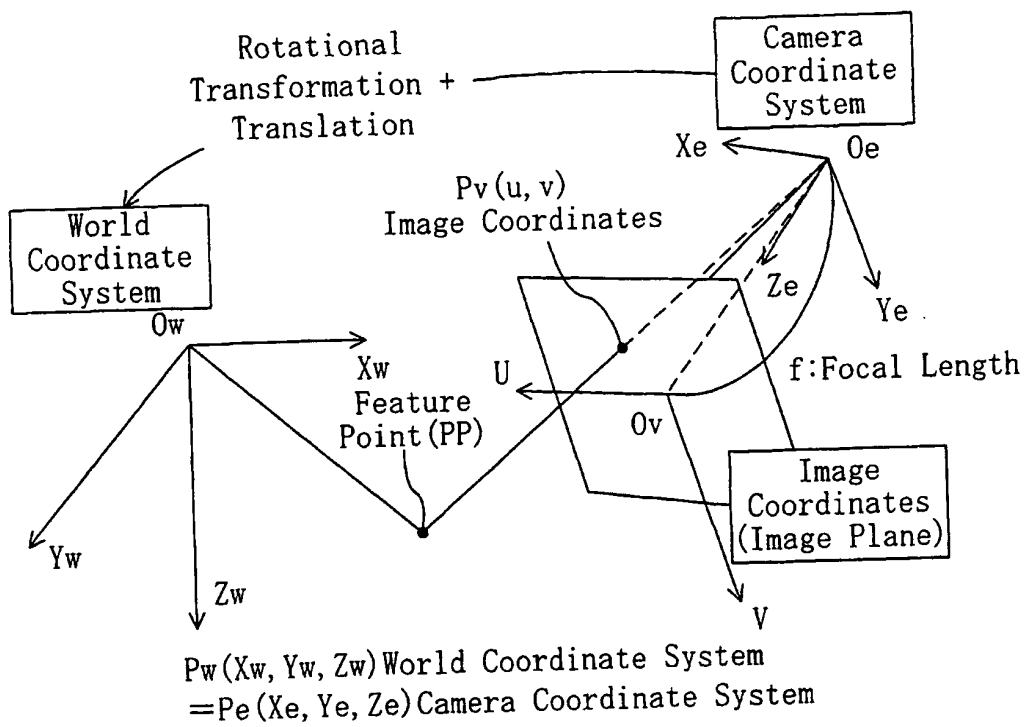 Rotational
Transformation +
Translation
Camera
Coordinate
System
Xe
Oe
Pv(u, v)
Image Coordinates
World
Coordinate
System
Ze
Ye
Ow
Xw
U
f:Focal Length
Feature
Point(PP)
Ov
Image
Coordinates
(Image Plane)
Yw
Zw
V
Pw(Xw, Yw, Zw)World Coordinate System
=Pe(Xe, Ye, Ze)Camera Coordinate System